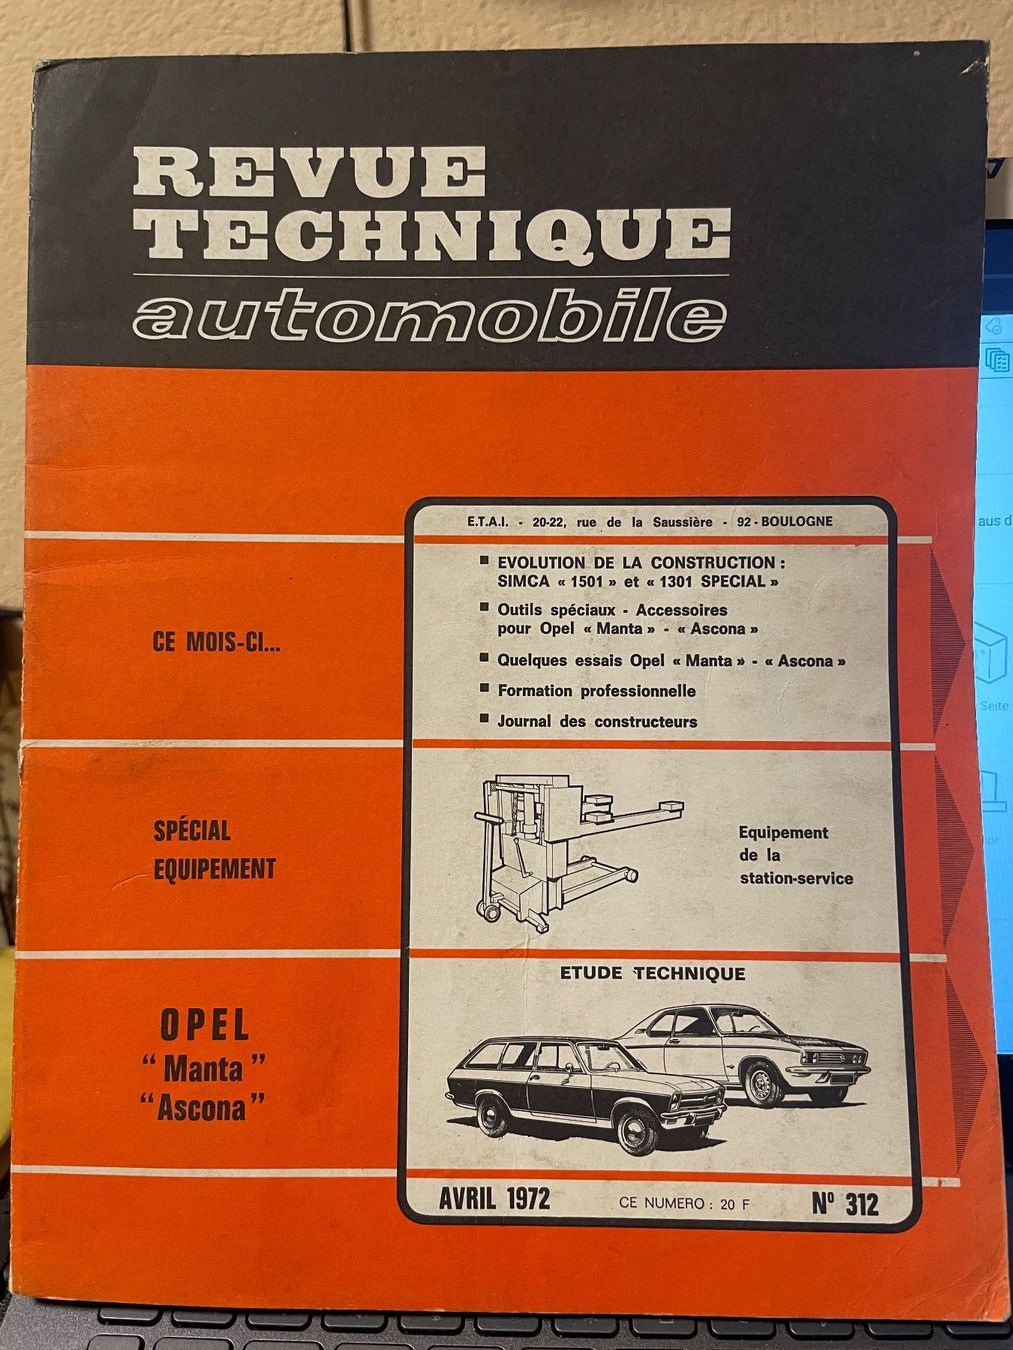 REVUE
TECHNIQUE
automobile
E.T.A.I. - 20-22, rue de la Saussière - 92 - BOULOGNE
CE MOIS-CI...
■ EVOLUTION DE LA CONSTRUCTION :
SIMCA « 1501 » et « 1301 SPECIAL »
■ Outils spéciaux - Accessoires
pour Opel « Manta » - « Ascona »
■ Quelques essais Opel « Manta » - « Ascona »
■ Formation professionnelle
■ Journal des constructeurs
SPÉCIAL
EQUIPEMENT
Equipement
de la
station-service
OPEL
“ Manta ”
“ Ascona ”
ETUDE TECHNIQUE
AVRIL 1972
CE NUMERO : 20 F
Nº 312
aus d
Seite